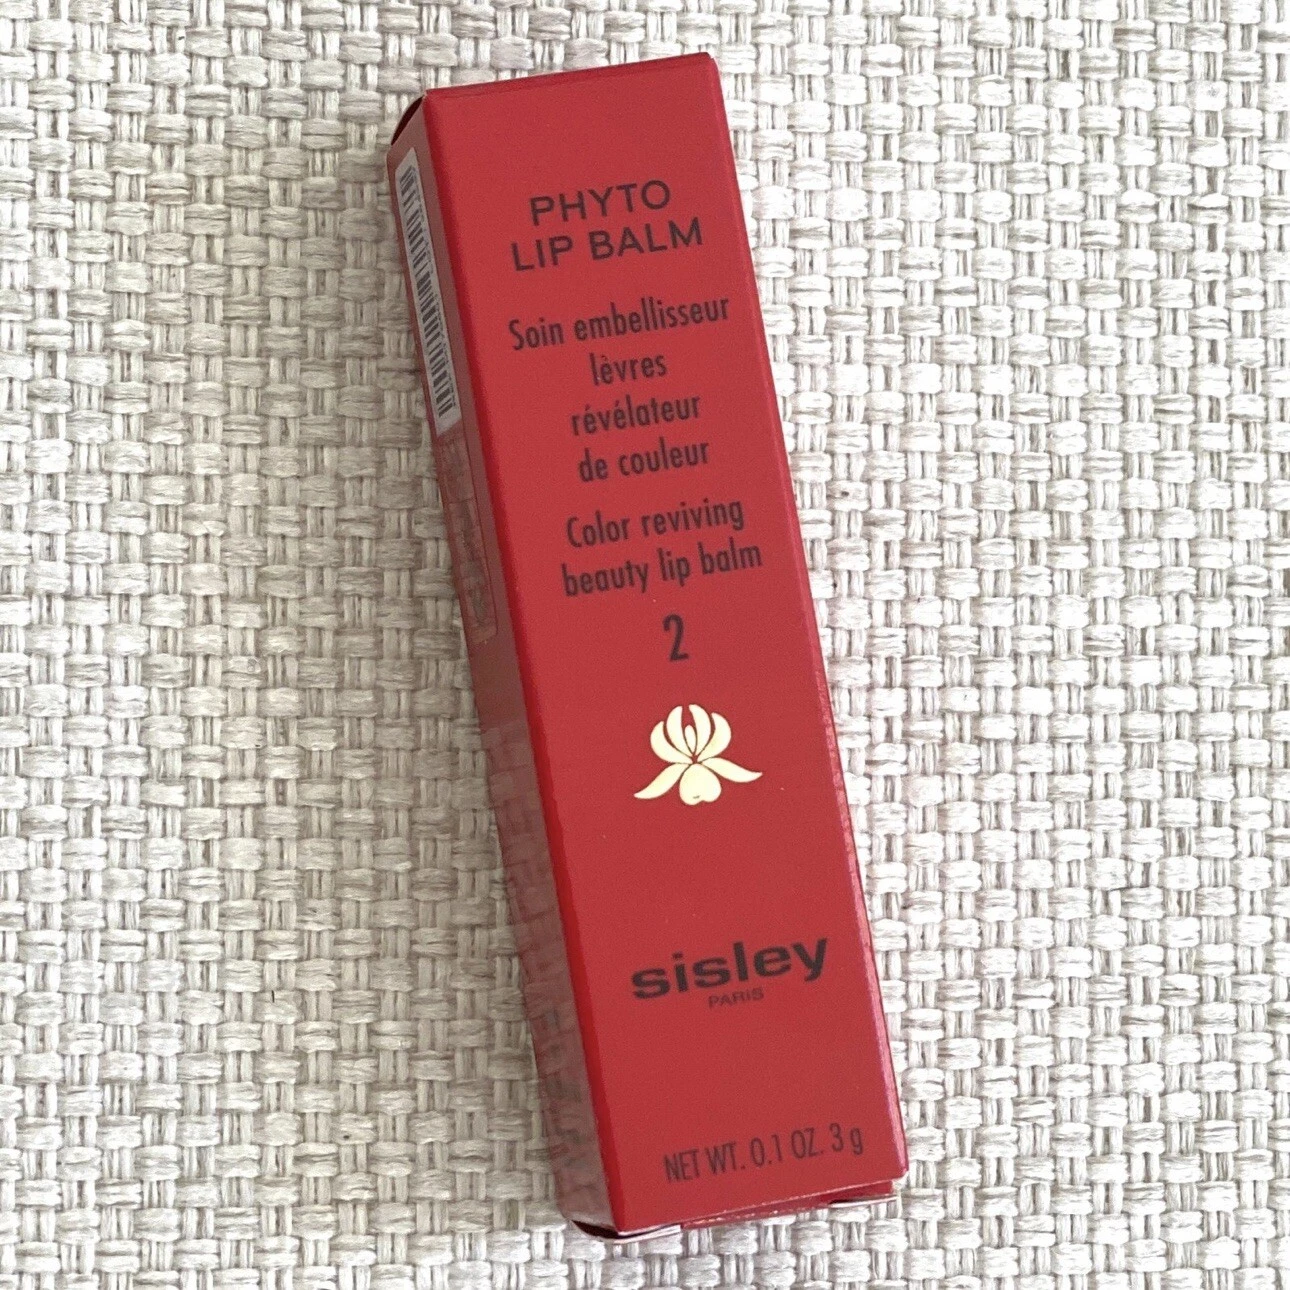 PHYTO
LIP BALM
Soin embellisseur
lèvres
révélateur
de couleur
Color reviving
beauty lip balm
2
sisley
PARIS
NET WT. 0.1 OZ. 3 g